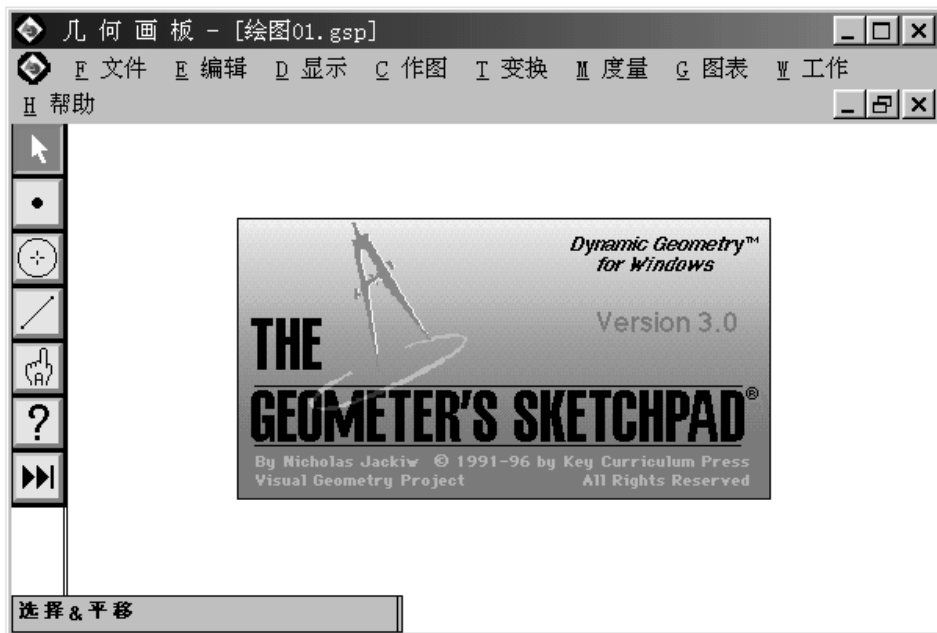 几 何 画 板 - [绘图01.gsp]
F 文件 E 编辑 D 显示 C 作图 T 变换 M 度量 G 图表 W 工作
H 帮助
Dynamic Geometry™
for Windows
Version 3.0
THE
GEOMETER'S SKETCHPAD®
By Nicholas Jackiw © 1991-96 by Key Curriculum Press
Visual Geometry Project All Rights Reserved
A
?
选择&平移